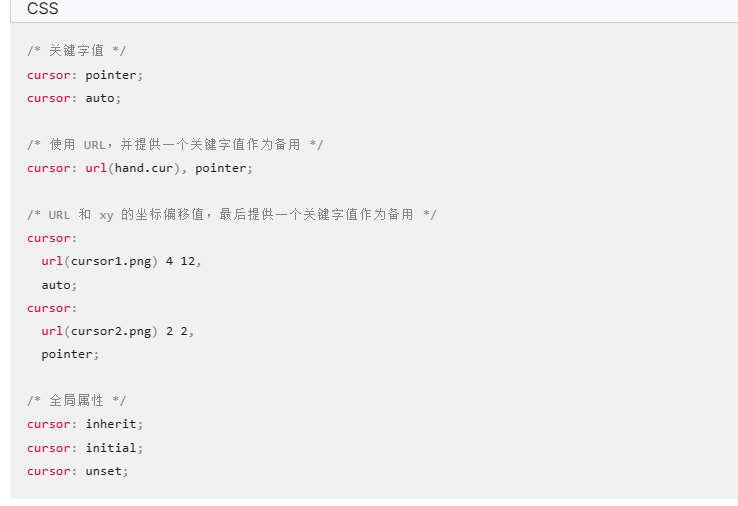 CSS
/* 关键字值 */
cursor: pointer;
cursor: auto;
/* 使用 URL，并提供一个关键字值作为备用 */
cursor: url(hand.cur), pointer;
/* URL 和 xy 的坐标偏移值，最后提供一个关键字值作为备用 */
cursor:
  url(cursor1.png) 4 12,
  auto;
cursor:
  url(cursor2.png) 2 2,
  pointer;
/* 全局属性 */
cursor: inherit;
cursor: initial;
cursor: unset;